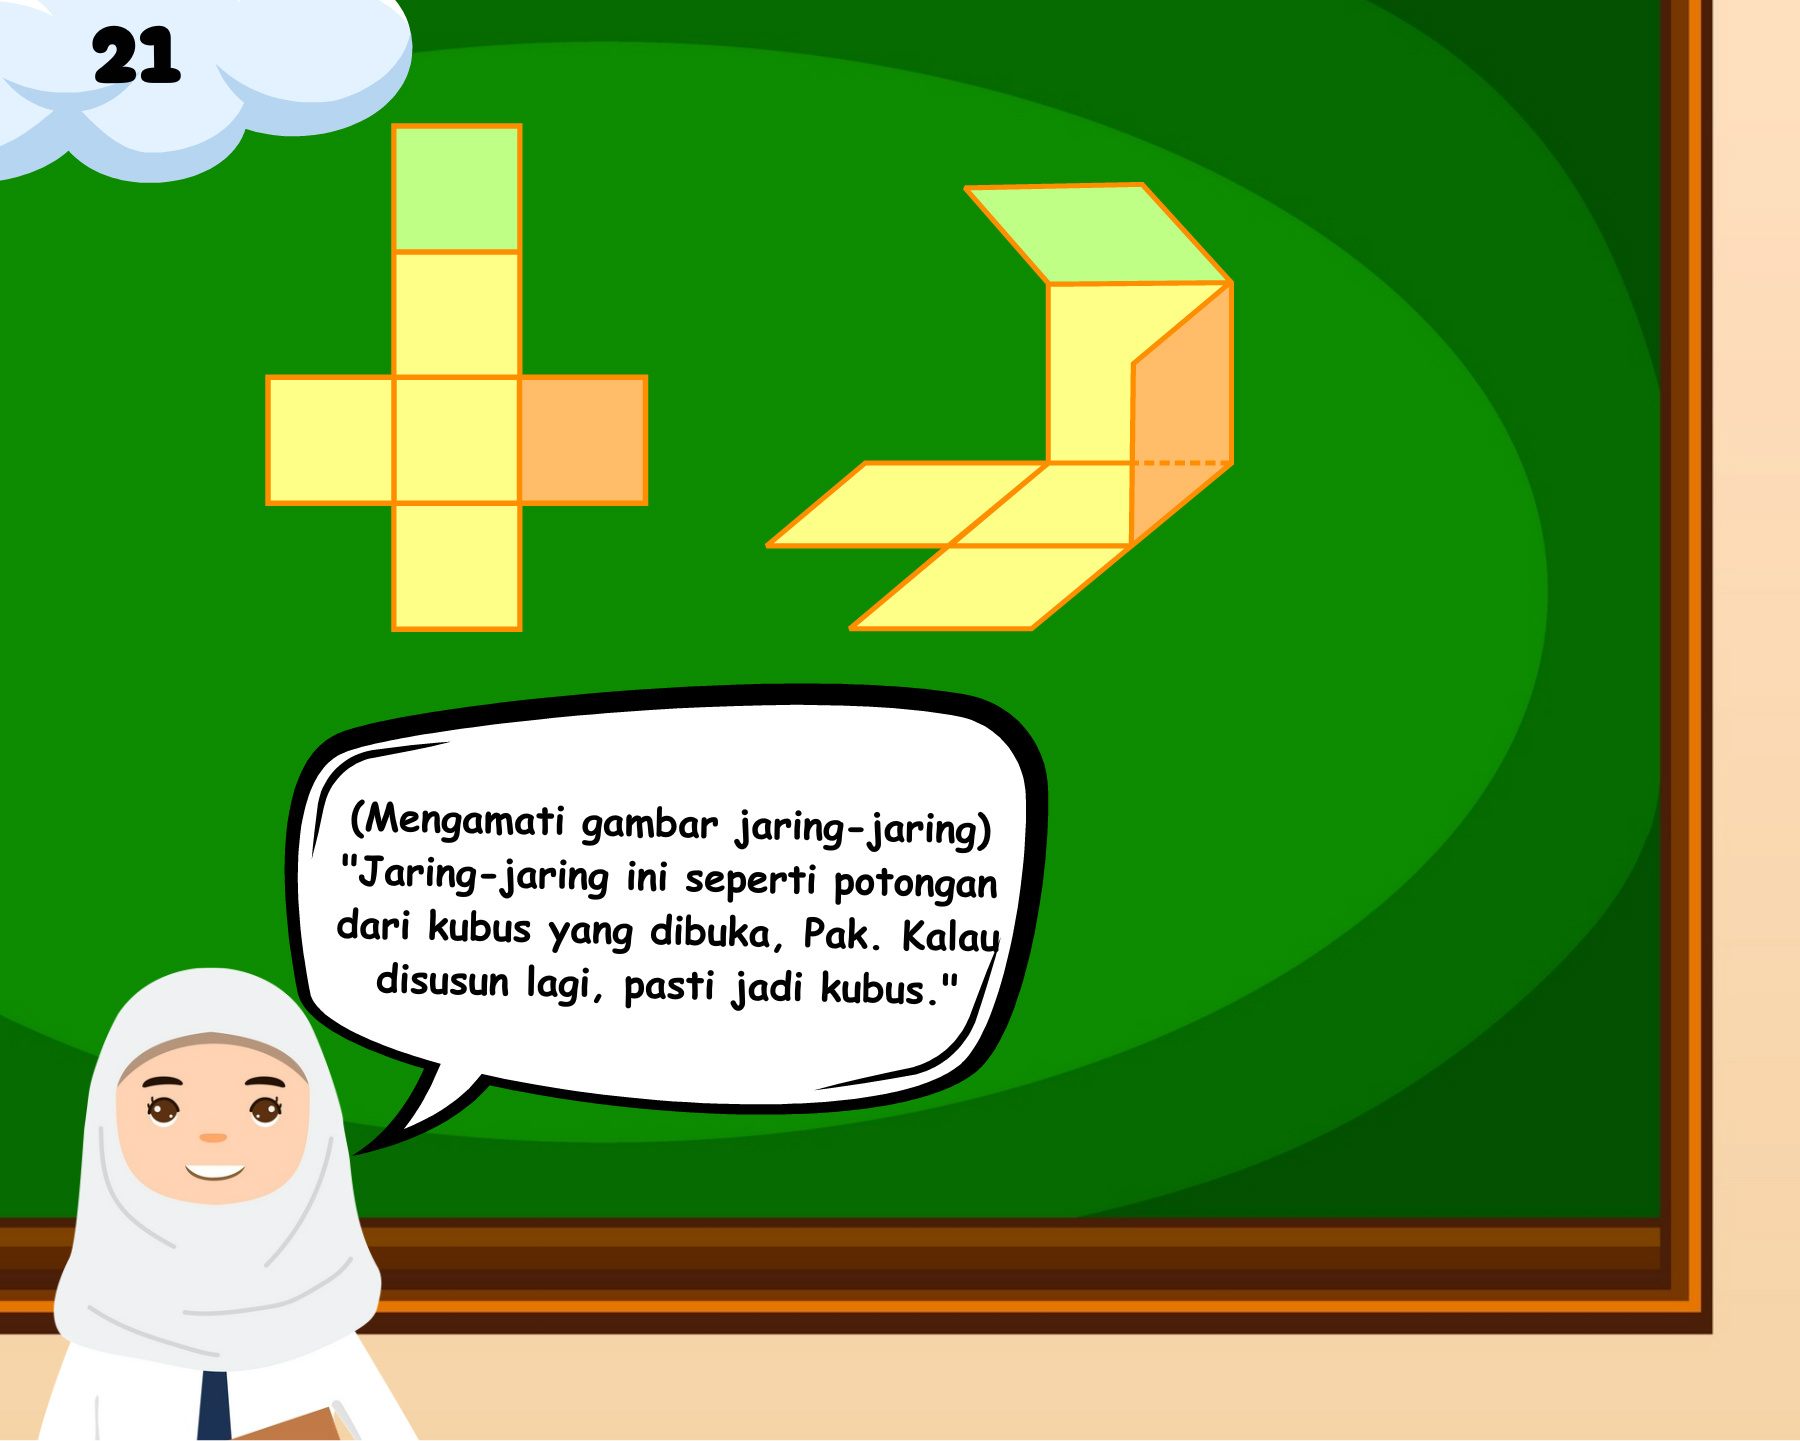 21
(Mengamati gambar jaring-jaring)
"Jaring-jaring ini seperti potongan
dari kubus yang dibuka, Pak. Kalau
disusun lagi, pasti jadi kubus."